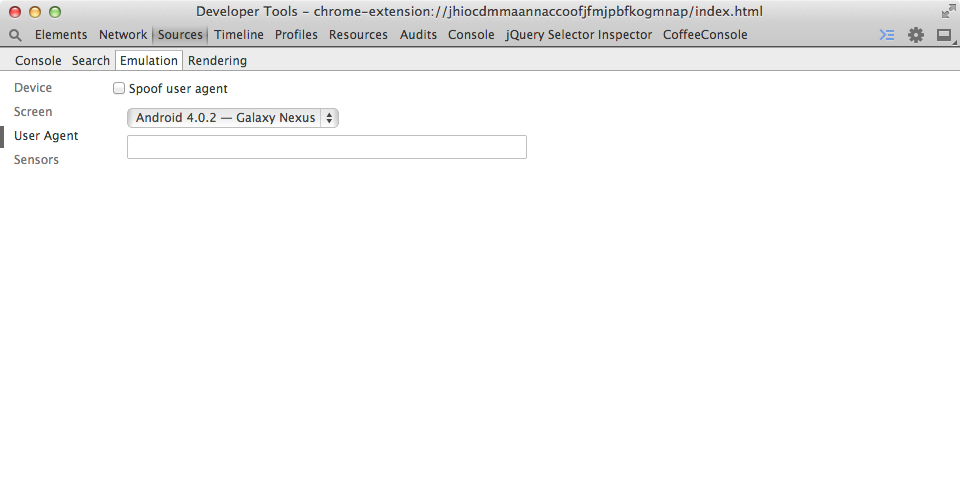 Developer Tools - chrome-extension://jhiocdmmaannaccoofjfmjpbfkogmnap/index.html
Elements Network Sources Timeline Profiles Resources Audits Console jQuery Selector Inspector CoffeeConsole
Console Search Emulation Rendering
Device
Spoof user agent
Screen
Android 4.0.2 — Galaxy Nexus
User Agent
Sensors